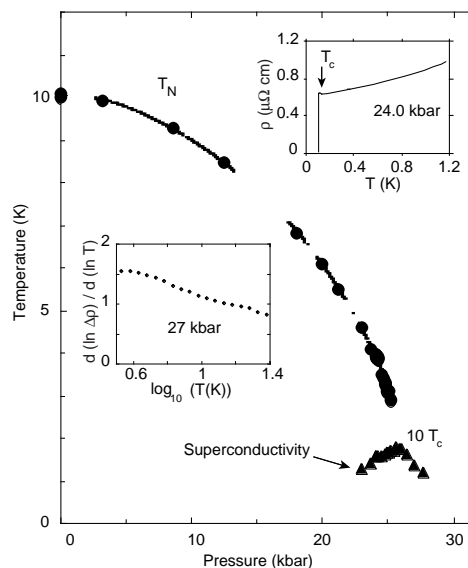 1.2
T_c
0.8
ρ (μΩ cm)
0.4
24.0 kbar
0
0 0.4 0.8 1.2
T (K)
T_N
10
Temperature (K)
2
d (ln Δρ) / d (ln T)
1
27 kbar
0
0.6 1 1.4
log₁₀ (T(K))
5
10 T_c
Superconductivity
0
0 10 20 30
Pressure (kbar)